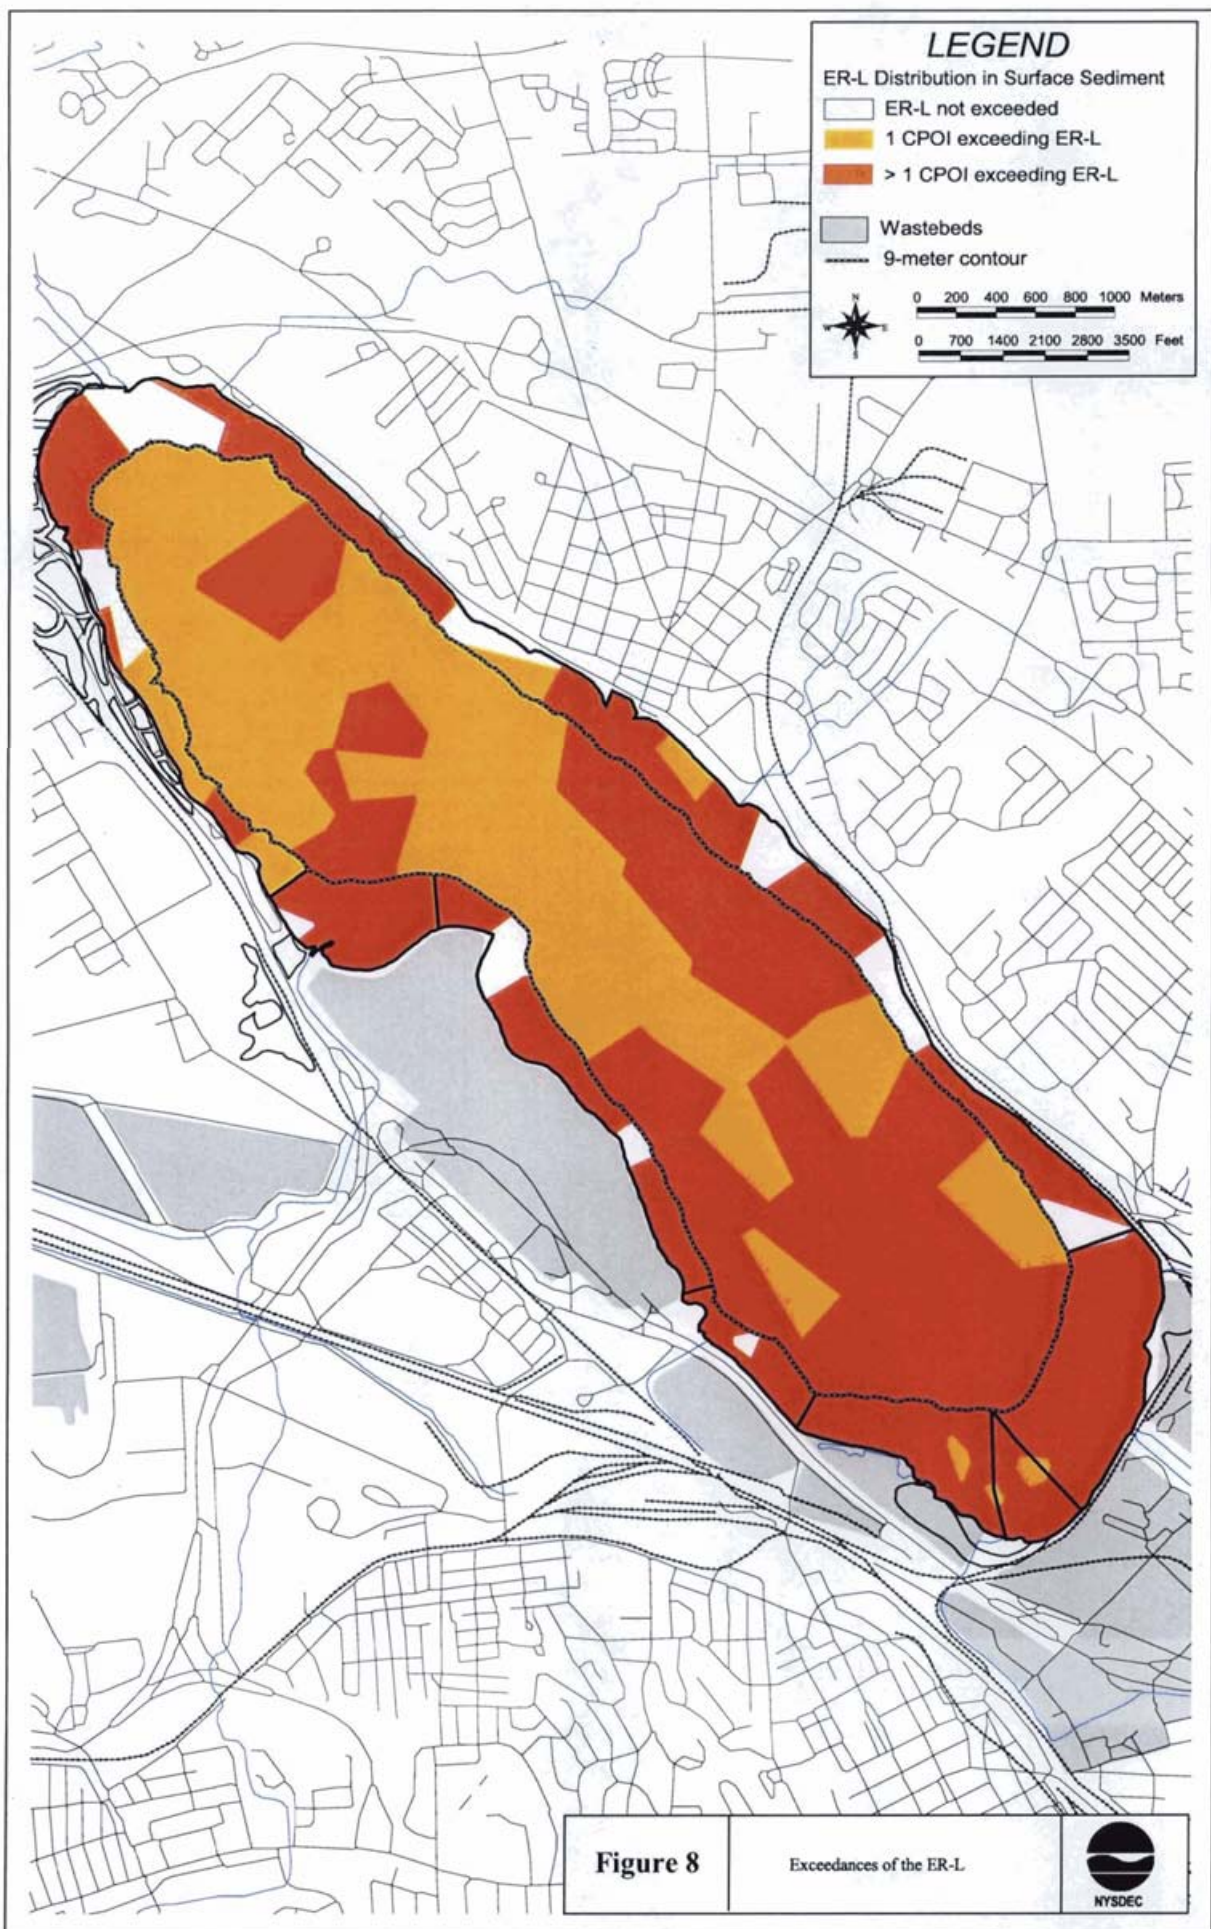 LEGEND
ER-L Distribution in Surface Sediment
ER-L not exceeded
1 CPOI exceeding ER-L
> 1 CPOI exceeding ER-L
Wastebeds
9-meter contour
N
W E
S
0 200 400 600 800 1000 Meters
0 700 1400 2100 2800 3500 Feet
Figure 8
Exceedances of the ER-L
NYSDEC